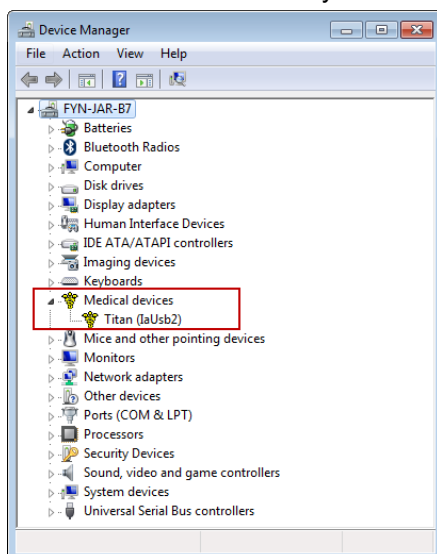 Device Manager
File Action View Help
FYN-JAR-B7
Batteries
Bluetooth Radios
Computer
Disk drives
Display adapters
Human Interface Devices
IDE ATA/ATAPI controllers
Imaging devices
Keyboards
Medical devices
Titan (IaUsb2)
Mice and other pointing devices
Monitors
Network adapters
Other devices
Ports (COM & LPT)
Processors
Security Devices
Sound, video and game controllers
System devices
Universal Serial Bus controllers